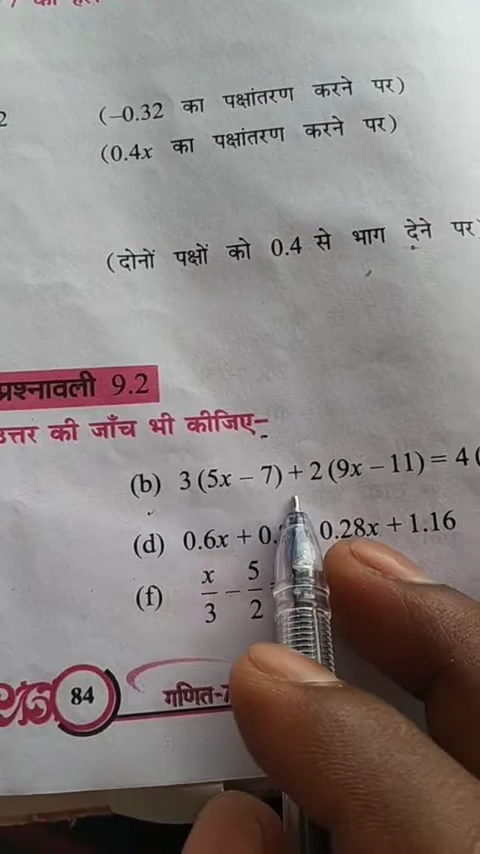 (–0.32 का पक्षांतरण करने पर)
(0.4x का पक्षांतरण करने पर)
(दोनों पक्षों को 0.4 से भाग देने पर)
प्रश्नावली 9.2
उत्तर की जाँच भी कीजिए–
(b) 3 (5x – 7) + 2 (9x – 11) = 4 (
(d) 0.6x + 0. 0.28x + 1.16
(f) x/3 – 5/2
84 गणित-7